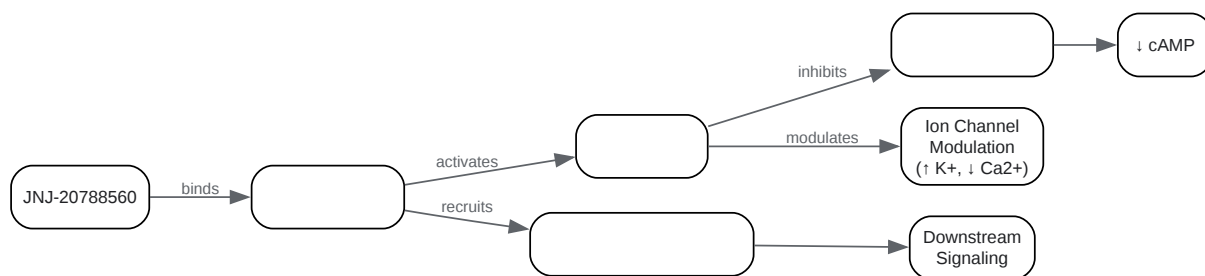 inhibits
↓ cAMP
activates
modulates
Ion Channel
Modulation
(↑ K+, ↓ Ca2+)
JNJ-20788560
binds
recruits
Downstream
Signaling